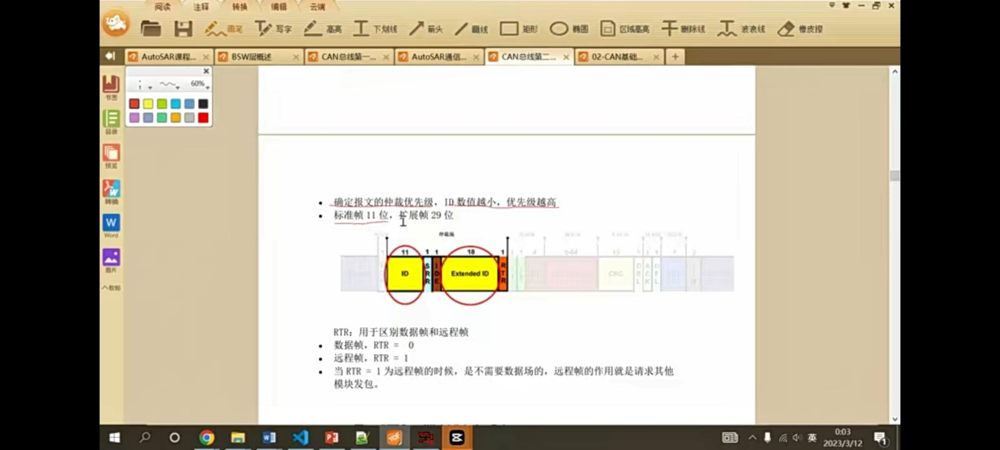 阅读 注释 转换 编辑 云端
画笔 写字 高亮 下划线 箭头 画线 矩形 椭圆 区域高亮 删除线 波浪线 橡皮擦
AutoSAR课程... BSW层概述 CAN总线第一... AutoSAR通信... CAN总线第二... 02-CAN基础...
60%
书签
目录
预览
转换
Word
图片
收起
确定报文的仲裁优先级，ID 数值越小，优先级越高
标准帧 11 位，扩展帧 29 位
仲裁场
11 1 1 18 1
ID SRR IDE Extended ID RTR CRC DEL ACK DEL
RTR：用于区别数据帧和远程帧
数据帧，RTR = 0
远程帧，RTR = 1
当 RTR = 1 为远程帧的时候，是不需要数据场的，远程帧的作用就是请求其他
模块发包。
英
0:03
2023/3/12
1